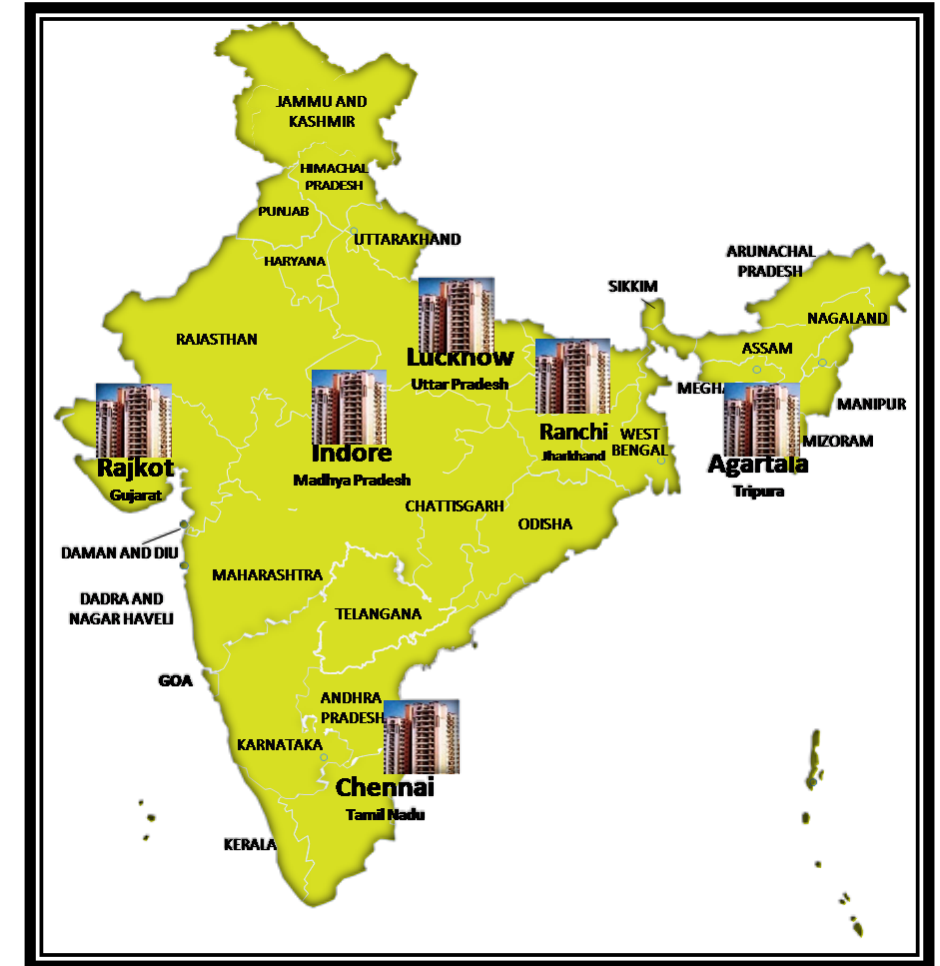 JAMMU AND
KASHMIR
HIMACHAL
PRADESH
PUNJAB
UTTARAKHAND
HARYANA
ARUNACHAL
PRADESH
SIKKIM
NAGALAND
RAJASTHAN
ASSAM
Lucknow
Uttar Pradesh
MEGHA
MANIPUR
Ranchi
Jharkhand
WEST
BENGAL
MIZORAM
Indore
Madhya Pradesh
Rajkot
Gujarat
Agartala
Tripura
CHATTISGARH
ODISHA
DAMAN AND DIU
MAHARASHTRA
DADRA AND
NAGAR HAVELI
TELANGANA
GOA
ANDHRA
PRADESH
KARNATAKA
Chennai
Tamil Nadu
KERALA